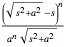 (√(s²+a²) − s)ⁿ
aⁿ √(s²+a²)